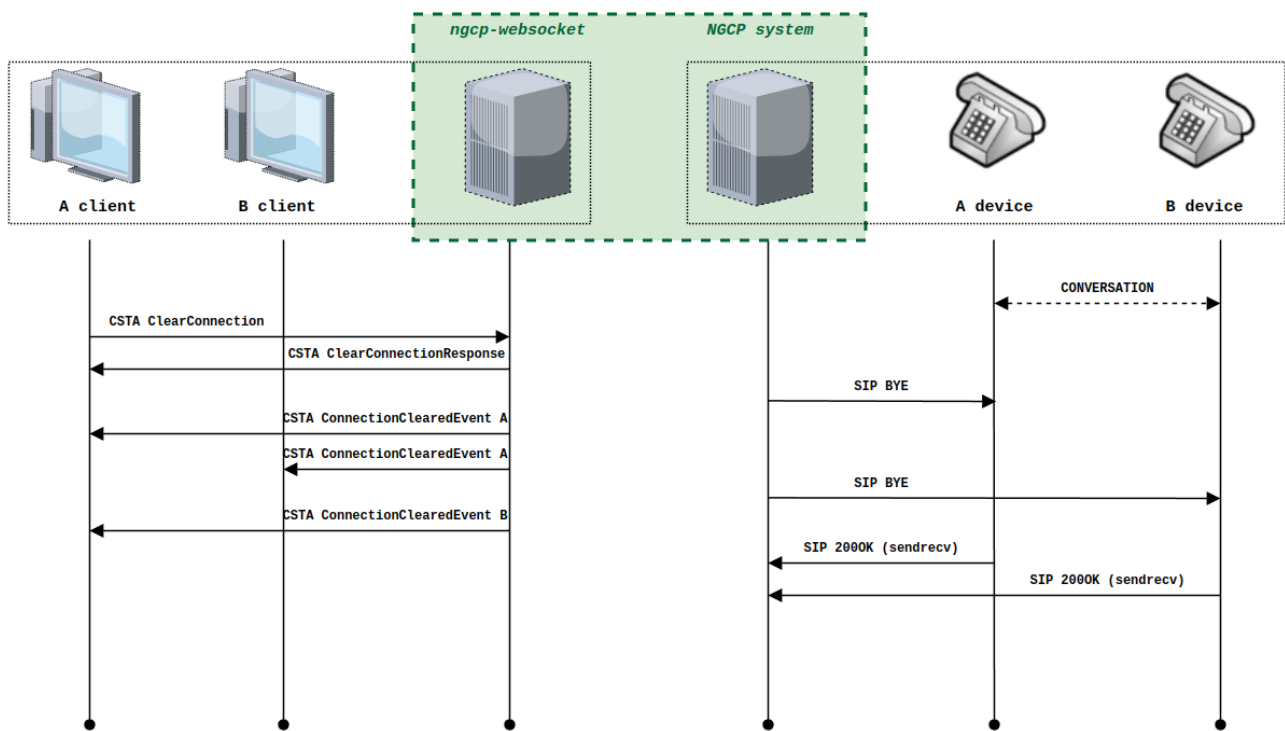 ngcp-websocket
NGCP system
A client
B client
A device
B device
CONVERSATION
CSTA ClearConnection
CSTA ClearConnectionResponse
SIP BYE
CSTA ConnectionClearedEvent A
CSTA ConnectionClearedEvent A
SIP BYE
CSTA ConnectionClearedEvent B
SIP 200OK (sendrecv)
SIP 200OK (sendrecv)